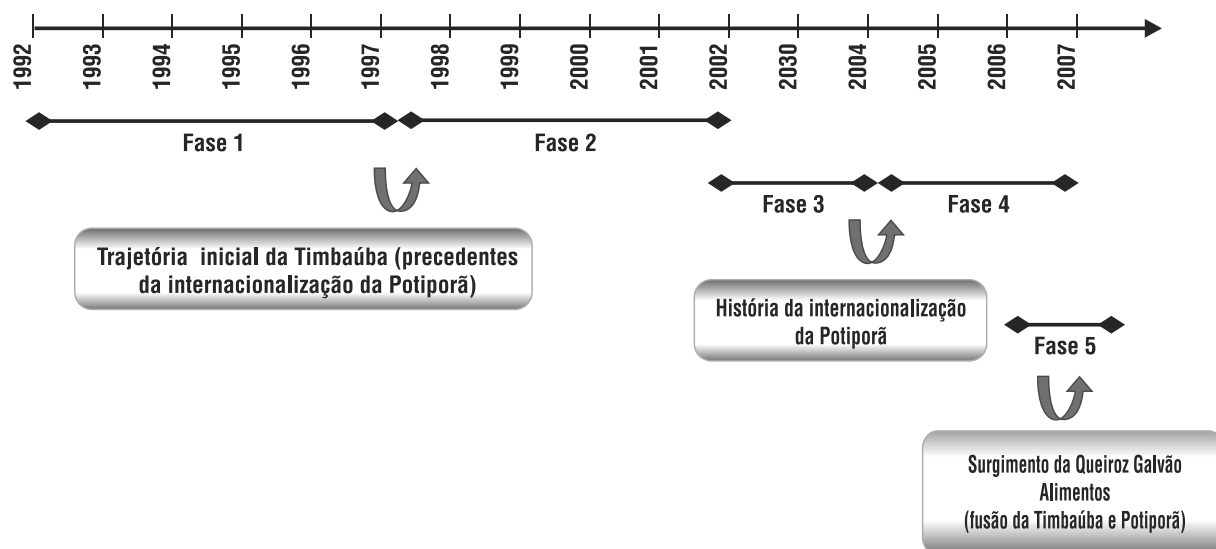 1992
1993
1994
1995
1996
1997
1998
1999
2000
2001
2002
2030
2004
2005
2006
2007
Fase 1
Fase 2
Fase 3
Fase 4
Trajetória inicial da Timbaúba (precedentes
da internacionalização da Potiporã)
História da internacionalização
da Potiporã
Fase 5
Surgimento da Queiroz Galvão
Alimentos
(fusão da Timbaúba e Potiporã)